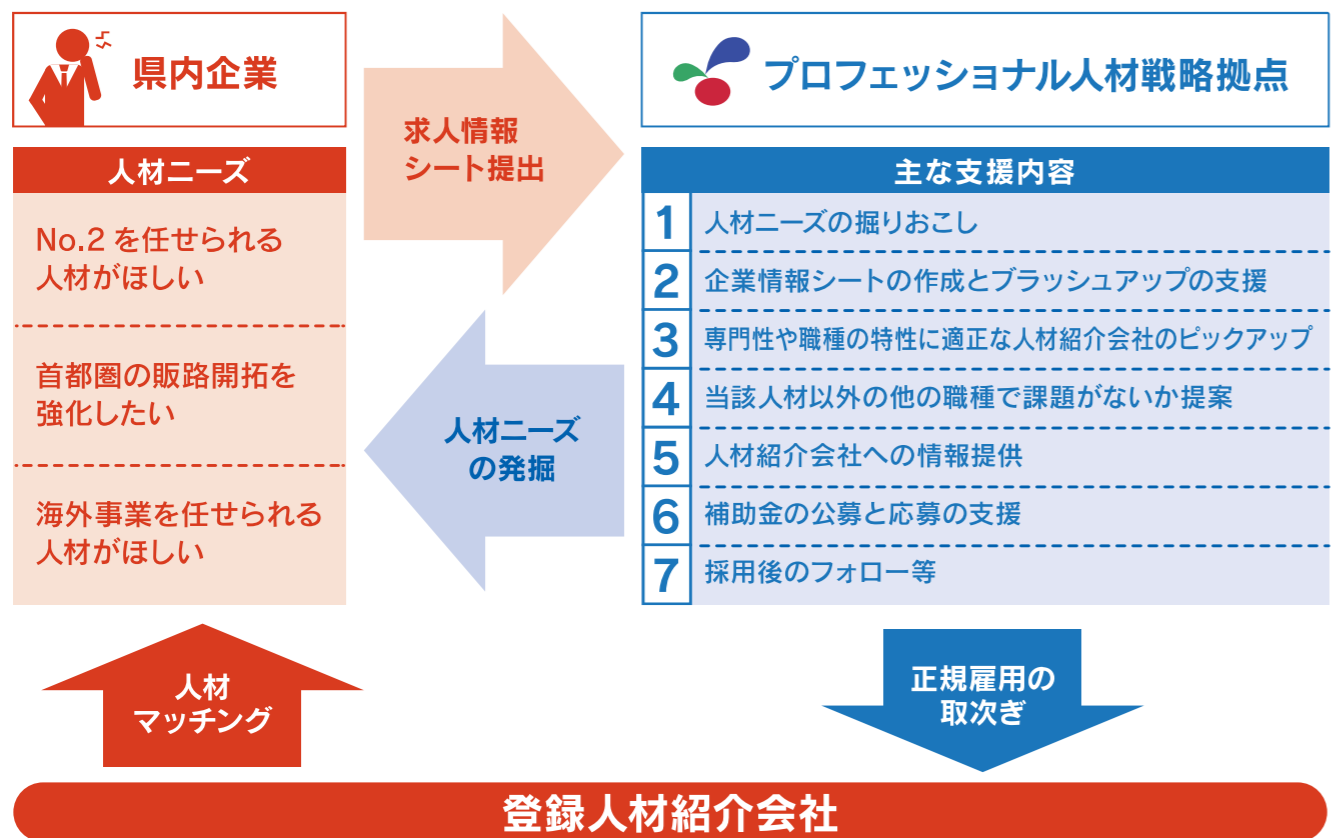 県内企業
人材ニーズ
No.2 を任せられる
人材がほしい
首都圏の販路開拓を
強化したい
海外事業を任せられる
人材がほしい
求人情報
シート提出
人材ニーズ
の発掘
プロフェッショナル人材戦略拠点
主な支援内容
1 人材ニーズの掘りおこし
2 企業情報シートの作成とブラッシュアップの支援
3 専門性や職種の特性に適正な人材紹介会社のピックアップ
4 当該人材以外の他の職種で課題がないか提案
5 人材紹介会社への情報提供
6 補助金の公募と応募の支援
7 採用後のフォロー等
人材
マッチング
正規雇用の
取次ぎ
登録人材紹介会社